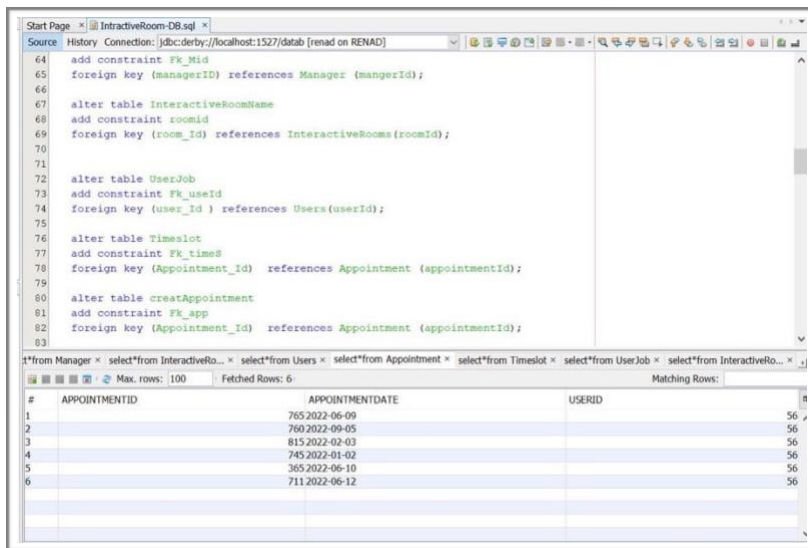 Start Page × IntractiveRoom-DB.sql ×
Source History Connection: jdbc:derby://localhost:1527/datab [renad on RENAD]
64 add constraint Fk_Mid
65 foreign key (managerID) references Manager (mangerId);
66
67 alter table InteractiveRoomName
68 add constraint roomid
69 foreign key (room_Id) references InteractiveRooms(roomId);
70
71
72 alter table UserJob
73 add constraint Fk_useId
74 foreign key (user_Id ) references Users(userId);
75
76 alter table Timeslot
77 add constraint Fk_timeS
78 foreign key (Appointment_Id) references Appointment (appointmentId);
79
80 alter table creatAppointment
81 add constraint Fk_app
82 foreign key (Appointment_Id) references Appointment (appointmentId);
83
t*from Manager × select*from InteractiveRo... × select*from Users × select*from Appointment × select*from Timeslot × select*from UserJob × select*from InteractiveRo... ×
Max. rows: 100 Fetched Rows: 6 Matching Rows:
# APPOINTMENTID APPOINTMENTDATE USERID
1 765 2022-06-09 56
2 760 2022-09-05 56
3 815 2022-02-03 56
4 745 2022-01-02 56
5 365 2022-06-10 56
6 711 2022-06-12 56